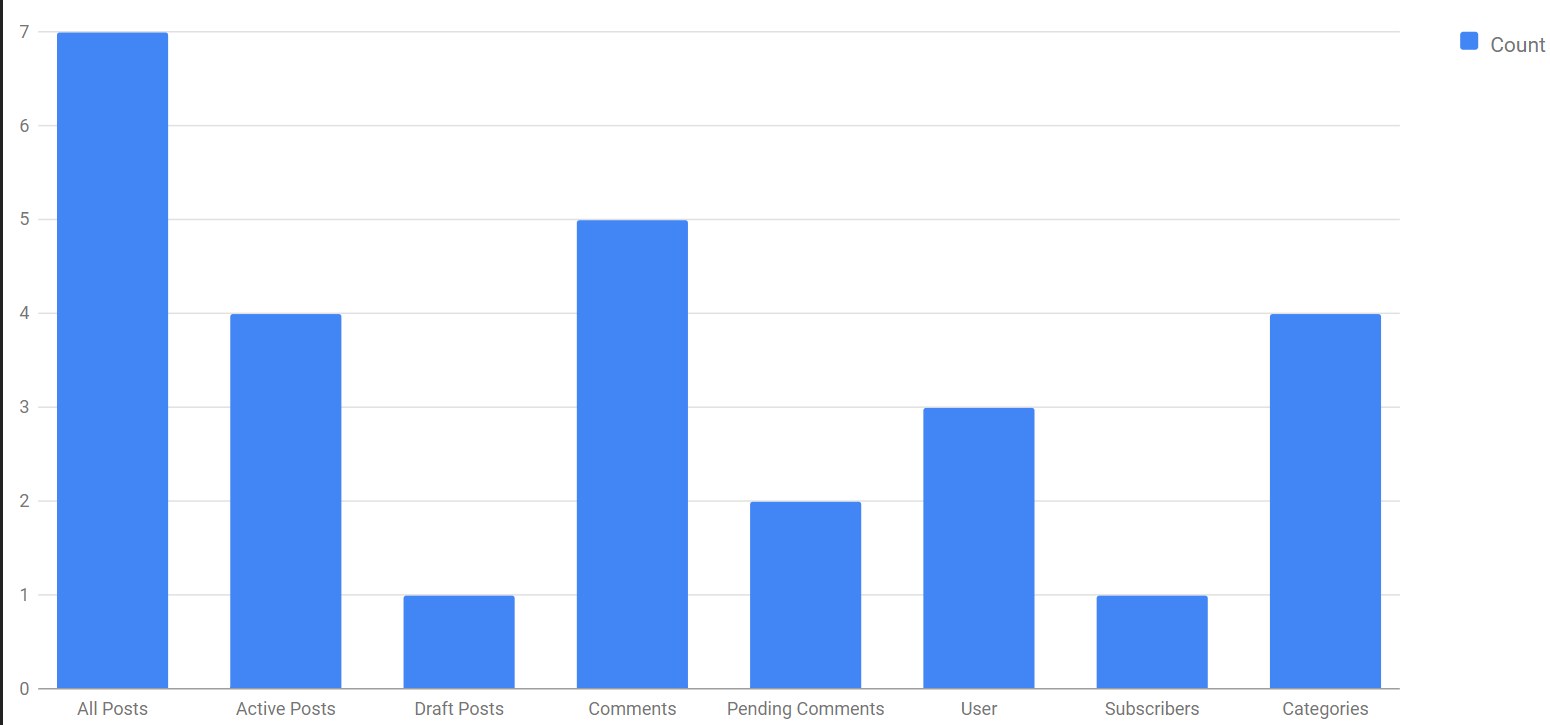 7
6
5
4
3
2
1
0
All Posts
Active Posts
Draft Posts
Comments
Pending Comments
User
Subscribers
Categories
Count